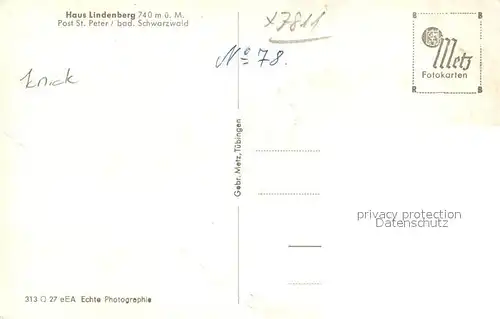 Haus Lindenberg 740 m ü. M.
Post St. Peter / bad. Schwarzwald
x7811
No 78.
knick
B B
Metz
Fotokarten
R B
Gebr. Metz, Tübingen
privacy protection
Datenschutz
313 Q 27 eEA Echte Photographie